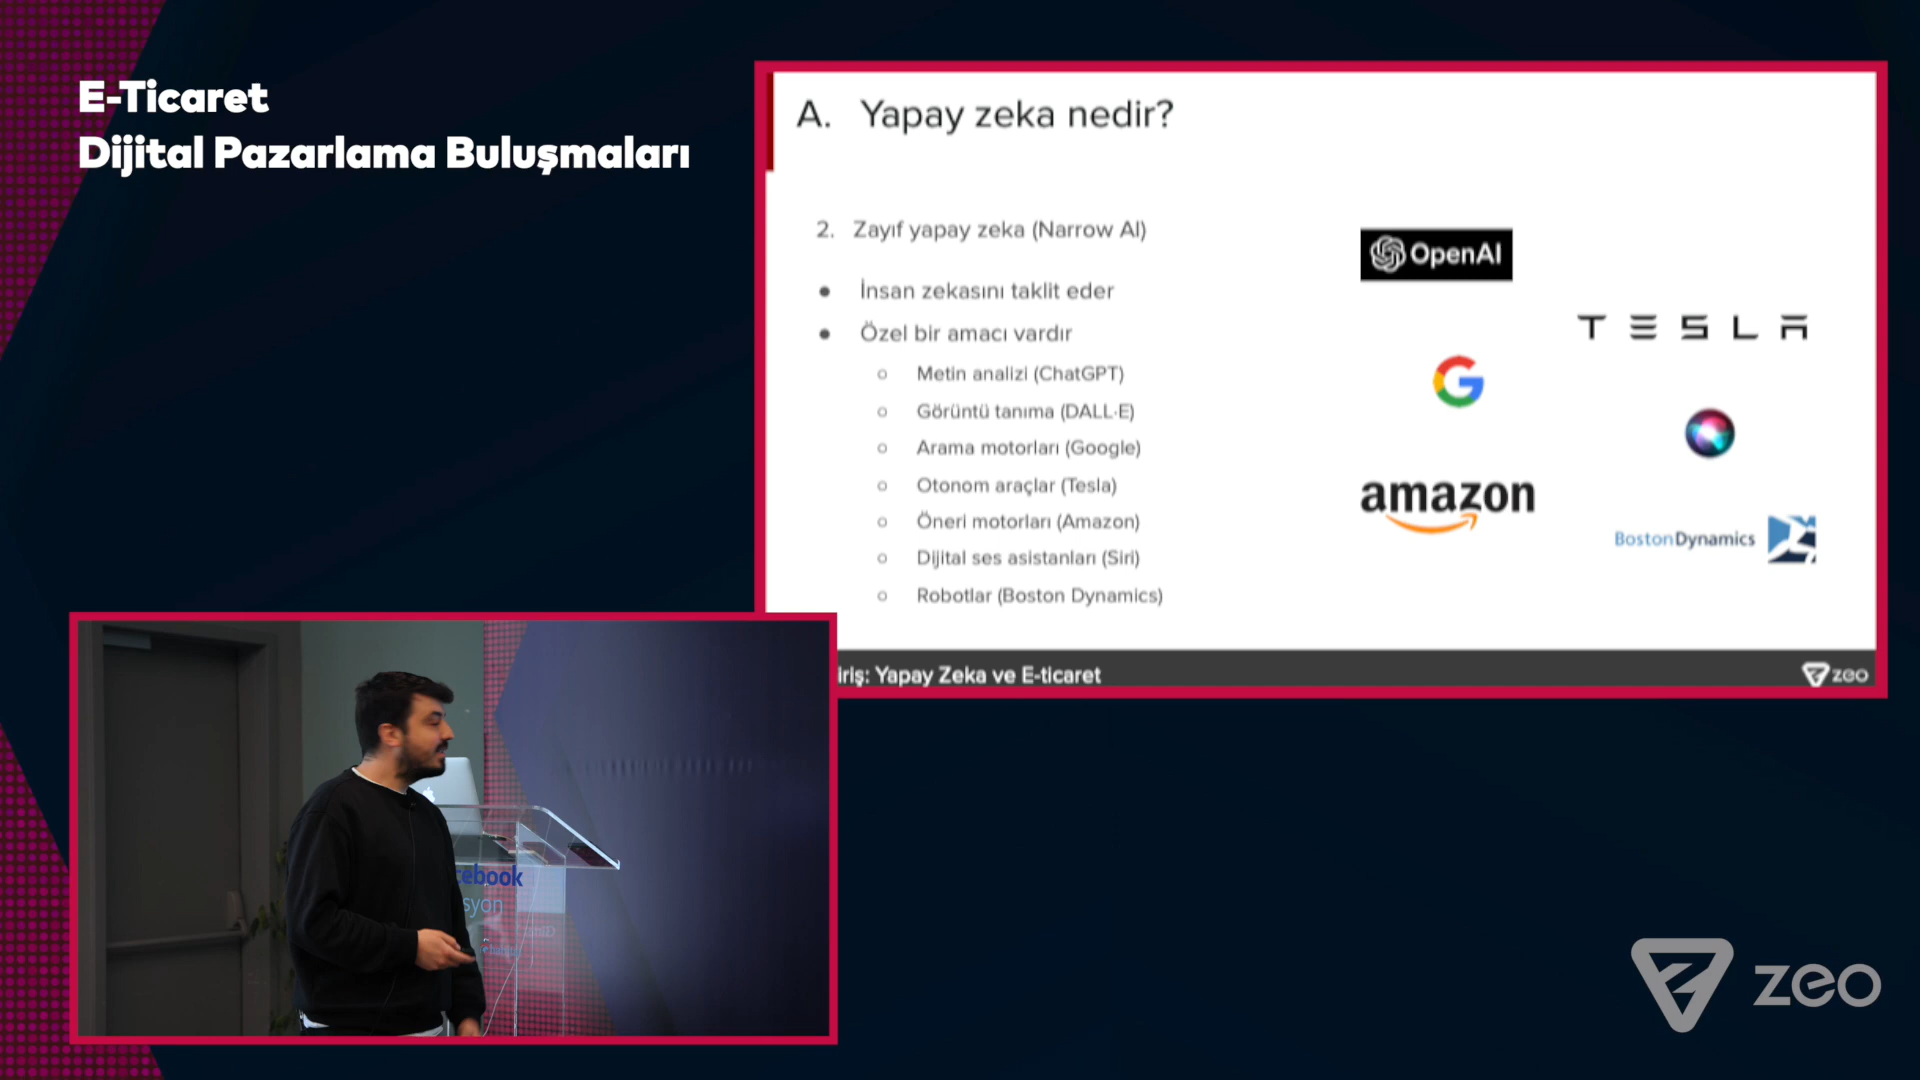 E-Ticaret
Dijital Pazarlama Buluşmaları
A. Yapay zeka nedir?
2. Zayıf yapay zeka (Narrow AI)
● İnsan zekasını taklit eder
● Özel bir amacı vardır
○ Metin analizi (ChatGPT)
○ Görüntü tanıma (DALL·E)
○ Arama motorları (Google)
○ Otonom araçlar (Tesla)
○ Öneri motorları (Amazon)
○ Dijital ses asistanları (Siri)
○ Robotlar (Boston Dynamics)
OpenAI
TESLA
G
amazon
BostonDynamics
iriş: Yapay Zeka ve E-ticaret
zeo
cebook
syon
zeo